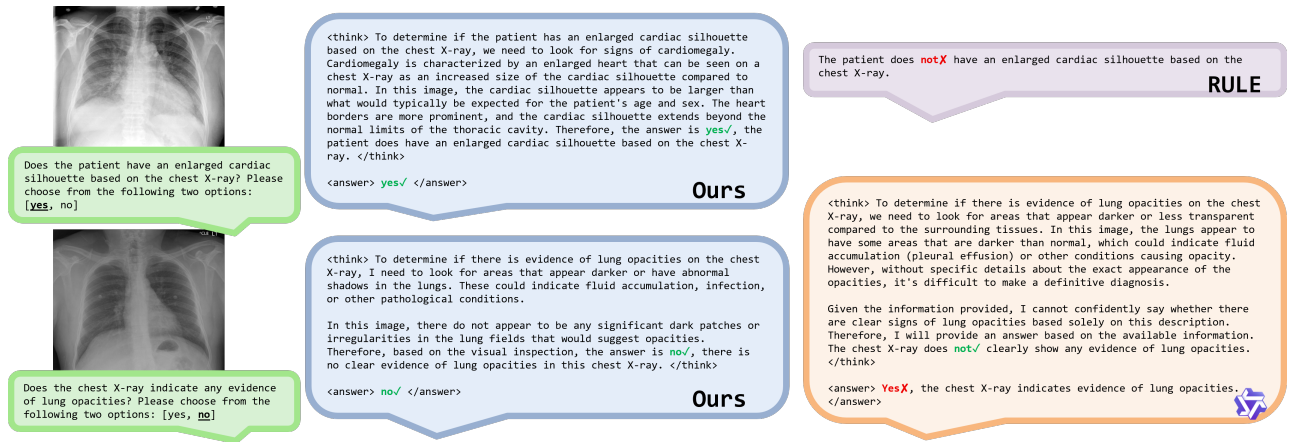 Does the patient have an enlarged cardiac
silhouette based on the chest X-ray? Please
choose from the following two options:
[yes, no]
<think> To determine if the patient has an enlarged cardiac silhouette
based on the chest X-ray, we need to look for signs of cardiomegaly.
Cardiomegaly is characterized by an enlarged heart that can be seen on a
chest X-ray as an increased size of the cardiac silhouette compared to
normal. In this image, the cardiac silhouette appears to be larger than
what would typically be expected for the patient's age and sex. The heart
borders are more prominent, and the cardiac silhouette extends beyond the
normal limits of the thoracic cavity. Therefore, the answer is yes✓, the
patient does have an enlarged cardiac silhouette based on the chest X-
ray. </think>
<answer> yes✓ </answer>
Ours
The patient does not✗ have an enlarged cardiac silhouette based on the
chest X-ray.
RULE
Does the chest X-ray indicate any evidence
of lung opacities? Please choose from the
following two options: [yes, no]
<think> To determine if there is evidence of lung opacities on the chest
X-ray, I need to look for areas that appear darker or have abnormal
shadows in the lungs. These could indicate fluid accumulation, infection,
or other pathological conditions.
In this image, there do not appear to be any significant dark patches or
irregularities in the lung fields that would suggest opacities.
Therefore, based on the visual inspection, the answer is no✓, there is
no clear evidence of lung opacities in this chest X-ray. </think>
<answer> no✓ </answer>
Ours
<think> To determine if there is evidence of lung opacities on the chest
X-ray, we need to look for areas that appear darker or less transparent
compared to the surrounding tissues. In this image, the lungs appear to
have some areas that are darker than normal, which could indicate fluid
accumulation (pleural effusion) or other conditions causing opacity.
However, without specific details about the exact appearance of the
opacities, it's difficult to make a definitive diagnosis.
Given the information provided, I cannot confidently say whether there
are clear signs of lung opacities based solely on this description.
Therefore, I will provide an answer based on the available information.
The chest X-ray does not✓ clearly show any evidence of lung opacities.
</think>
<answer> Yes✗, the chest X-ray indicates evidence of lung opacities.
</answer>